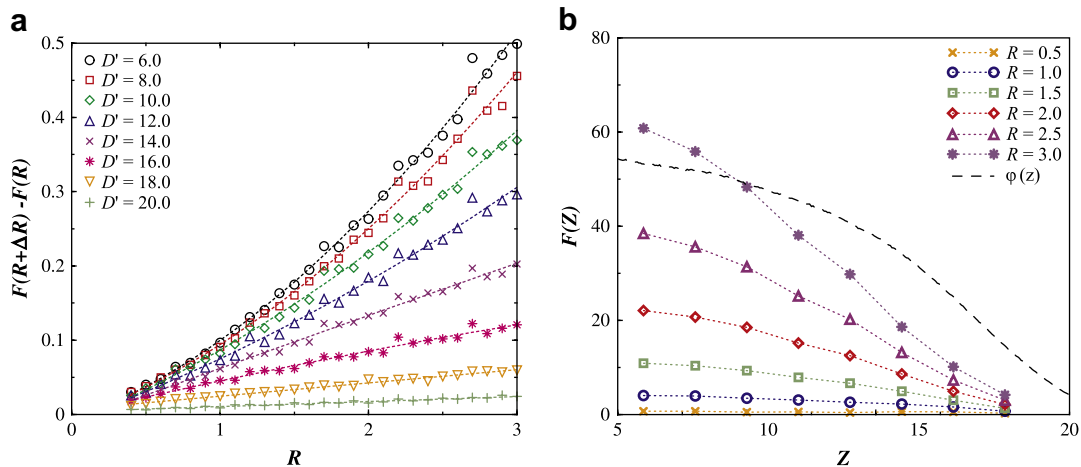 a
F(R+ΔR) -F(R)
0.5
0.4
0.3
0.2
0.1
0
D' = 6.0
D' = 8.0
D' = 10.0
D' = 12.0
D' = 14.0
D' = 16.0
D' = 18.0
D' = 20.0
0
1
2
3
R
b
F(Z)
80
60
40
20
0
R = 0.5
R = 1.0
R = 1.5
R = 2.0
R = 2.5
R = 3.0
φ (z)
5
10
15
20
Z